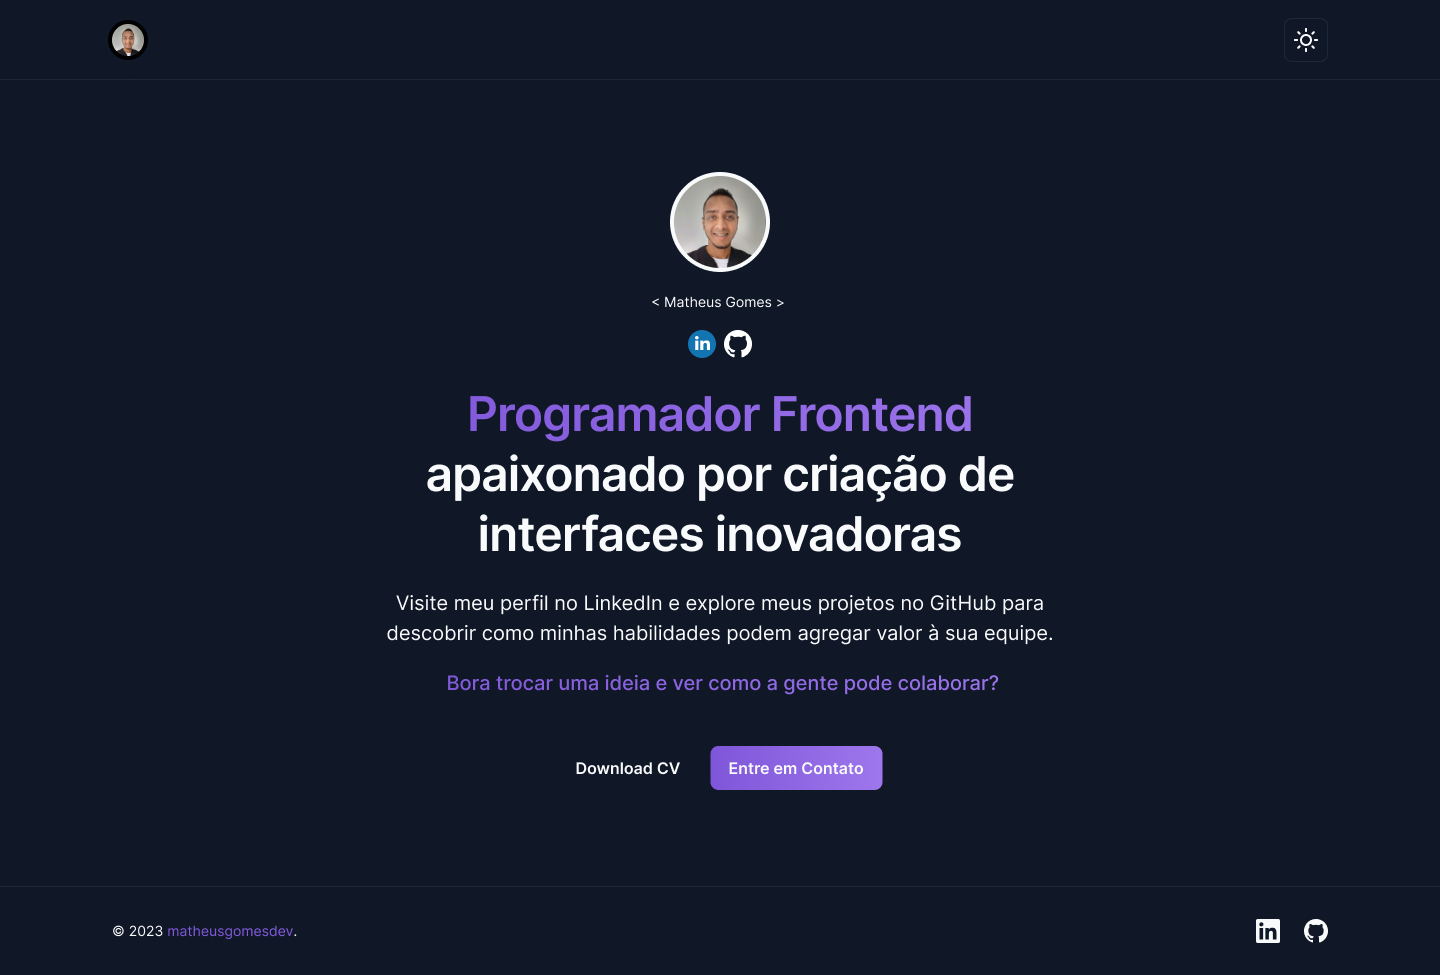 < Matheus Gomes >
in
Programador Frontend
apaixonado por criação de
interfaces inovadoras
Visite meu perfil no LinkedIn e explore meus projetos no GitHub para
descobrir como minhas habilidades podem agregar valor à sua equipe.
Bora trocar uma ideia e ver como a gente pode colaborar?
Download CV Entre em Contato
© 2023 matheusgomesdev.
in